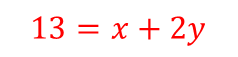 13 = x + 2y